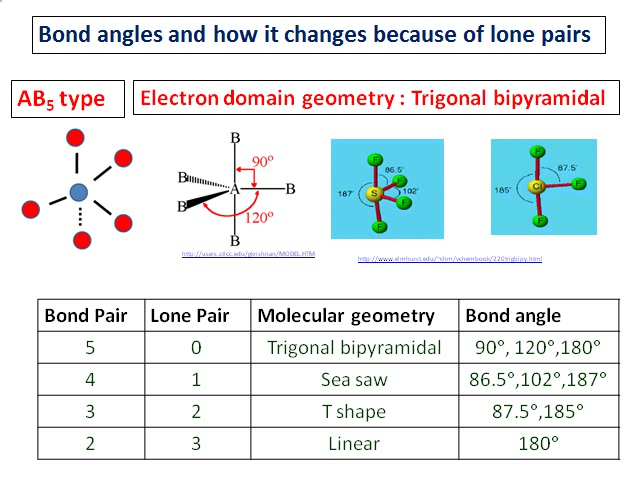 Bond angles and how it changes because of lone pairs
AB5 type
Electron domain geometry : Trigonal bipyramidal
B
90°
B
A
B
B
120°
B
F
86.5°
F
187°
S
102°
F
F
F
87.5°
185°
Cl
F
F
http://users.stlcc.edu/gkrishnan/MODEL.HTM
http://www.elmhurst.edu/~chm/vchembook/220trigbipy.html
Bond Pair Lone Pair Molecular geometry Bond angle
5 0 Trigonal bipyramidal 90°, 120°,180°
4 1 Sea saw 86.5°,102°,187°
3 2 T shape 87.5°,185°
2 3 Linear 180°